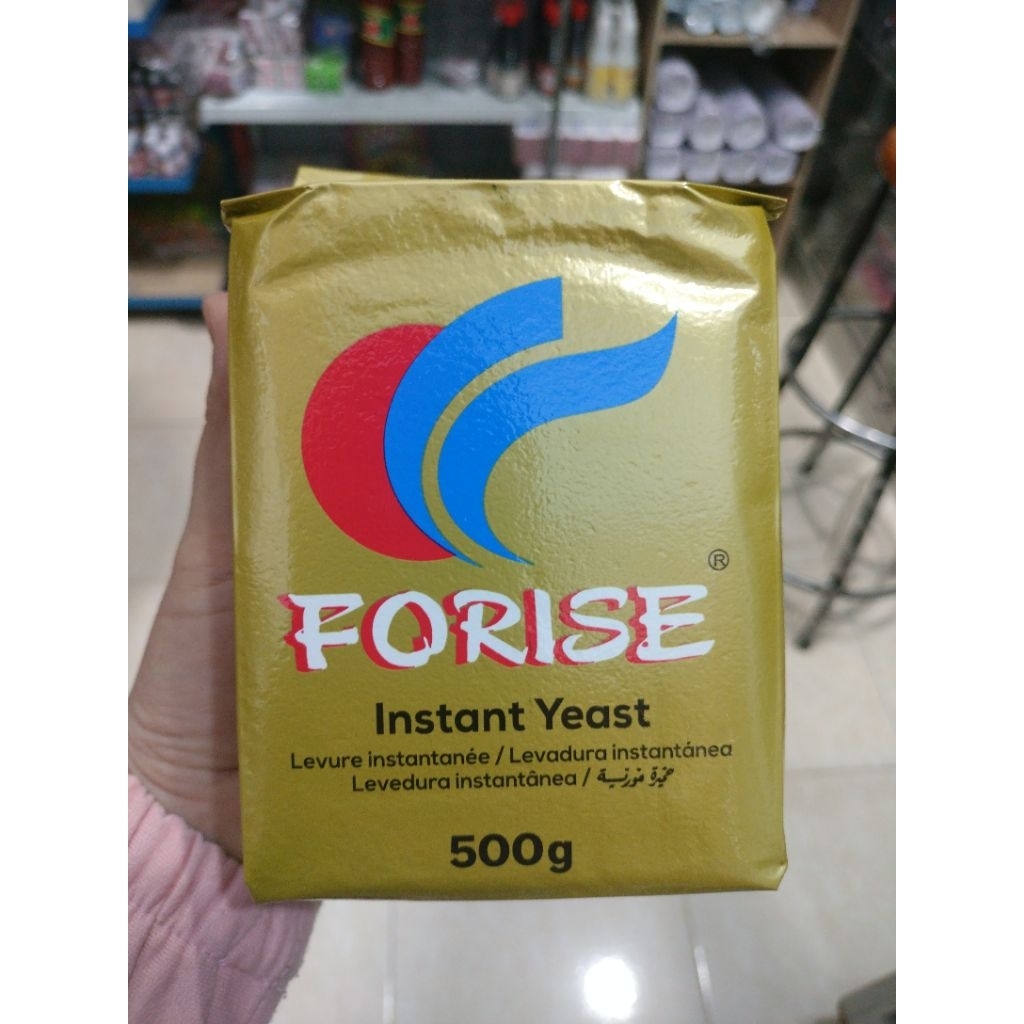 ®
FORISE
Instant Yeast
Levure instantanée / Levadura instantánea
Levedura instantânea / خميرة فورية
500g